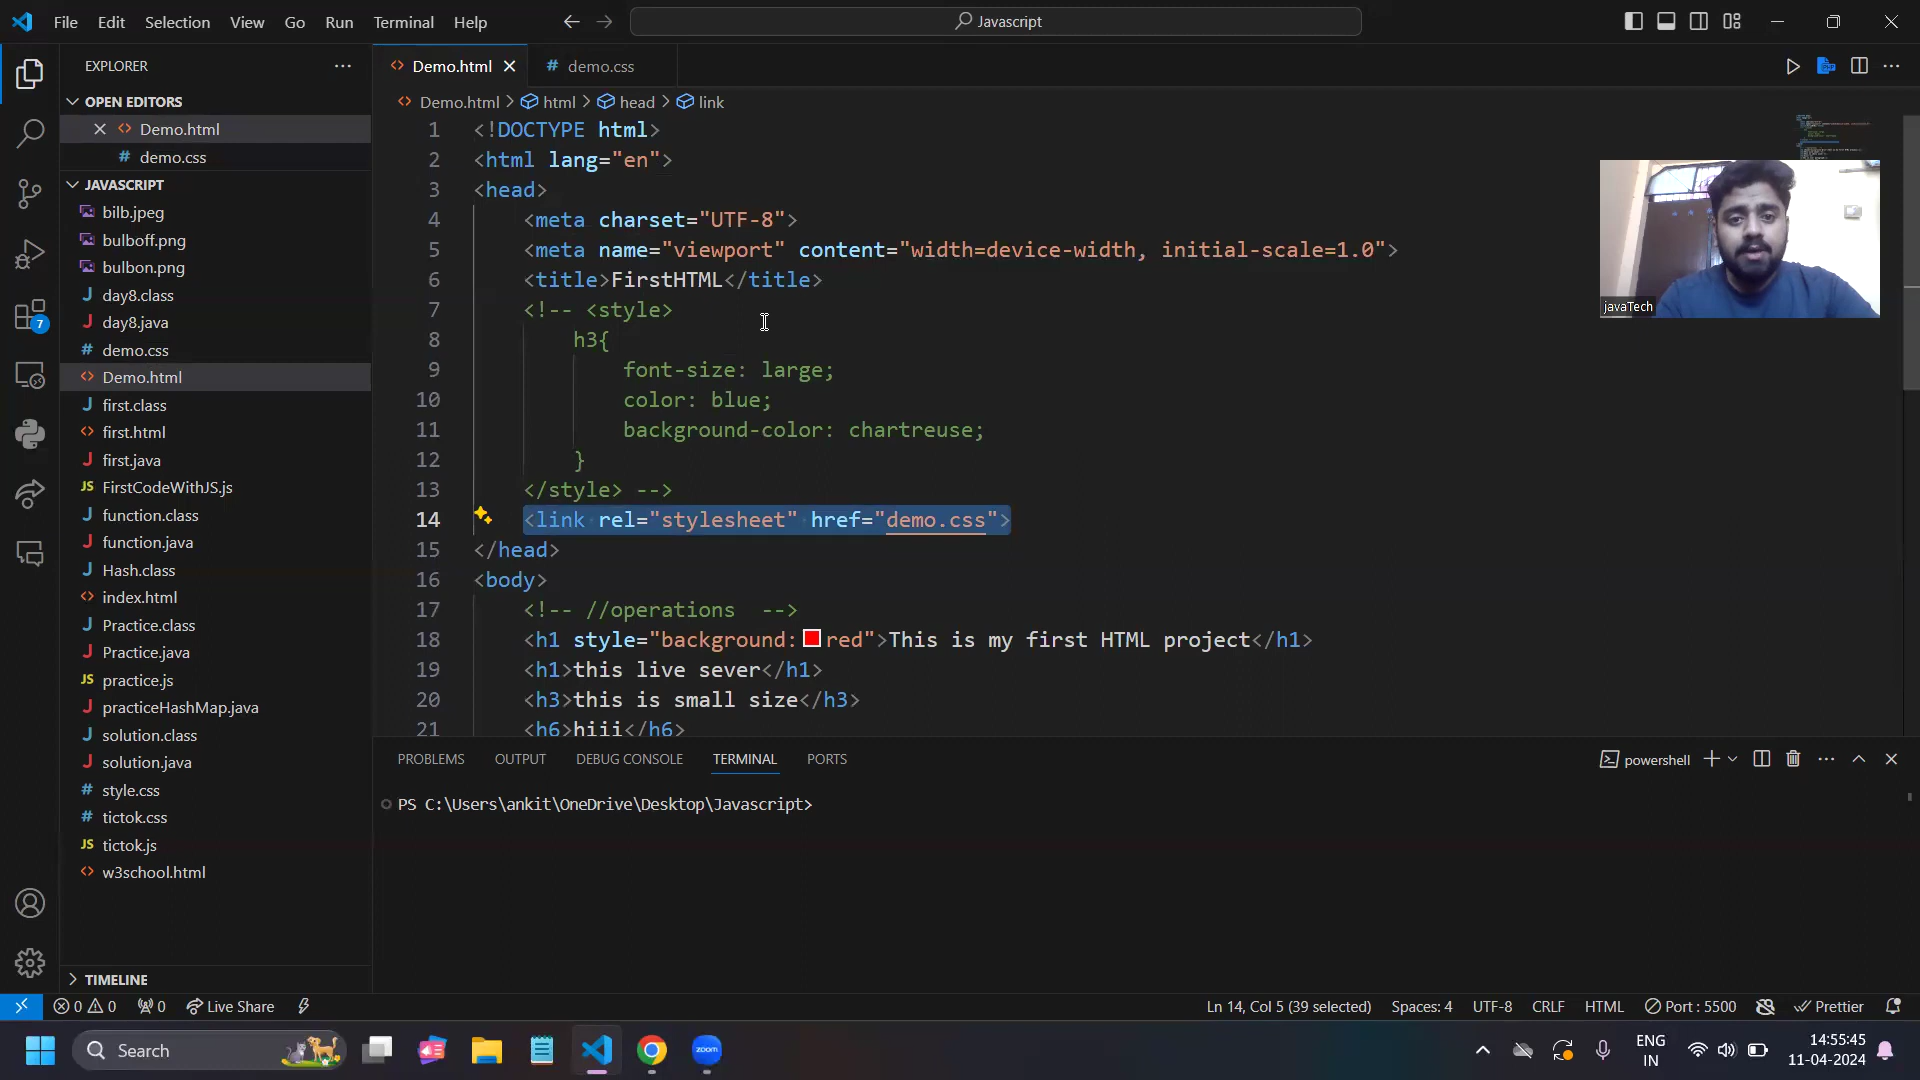 File Edit Selection View Go Run Terminal Help
Javascript
EXPLORER
OPEN EDITORS
Demo.html
demo.css
JAVASCRIPT
bilb.jpeg
bulboff.png
bulbon.png
day8.class
day8.java
demo.css
Demo.html
first.class
first.html
first.java
FirstCodeWithJS.js
function.class
function.java
Hash.class
index.html
Practice.class
Practice.java
practice.js
practiceHashMap.java
solution.class
solution.java
style.css
tictok.css
tictok.js
w3school.html
TIMELINE
7
Demo.html demo.css
Demo.html > html > head > link
1 <!DOCTYPE html>
2 <html lang="en">
3 <head>
4 <meta charset="UTF-8">
5 <meta name="viewport" content="width=device-width, initial-scale=1.0">
6 <title>FirstHTML</title>
7 <!-- <style>
8 h3{
9 font-size: large;
10 color: blue;
11 background-color: chartreuse;
12 }
13 </style> -->
14 <link rel="stylesheet" href="demo.css">
15 </head>
16 <body>
17 <!-- //operations -->
18 <h1 style="background: red">This is my first HTML project</h1>
19 <h1>this live sever</h1>
20 <h3>this is small size</h3>
21 <h6>hiii</h6>
javaTech
PROBLEMS OUTPUT DEBUG CONSOLE TERMINAL PORTS
powershell
PS C:\Users\ankit\OneDrive\Desktop\Javascript>
0 0 0 Live Share
Ln 14, Col 5 (39 selected) Spaces: 4 UTF-8 CRLF HTML Port : 5500 Prettier
Search
zoom
ENG
IN
14:55:45
11-04-2024